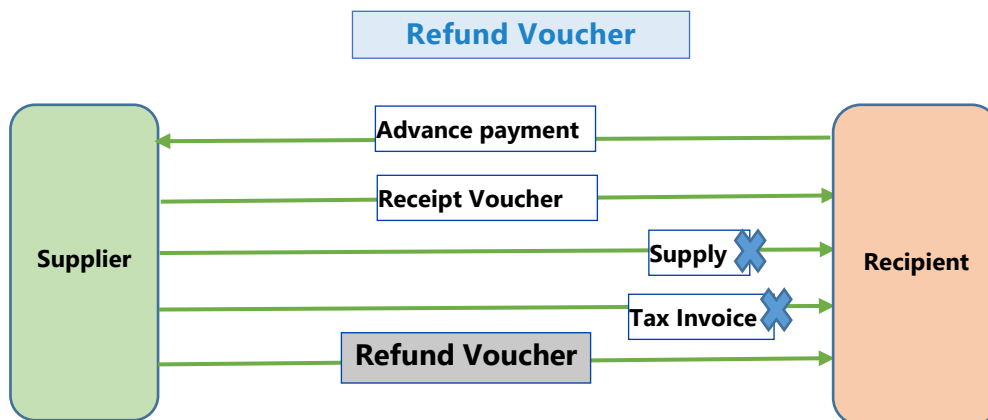 Refund Voucher
Advance payment
Receipt Voucher
Supply
Supplier
Recipient
Tax Invoice
Refund Voucher